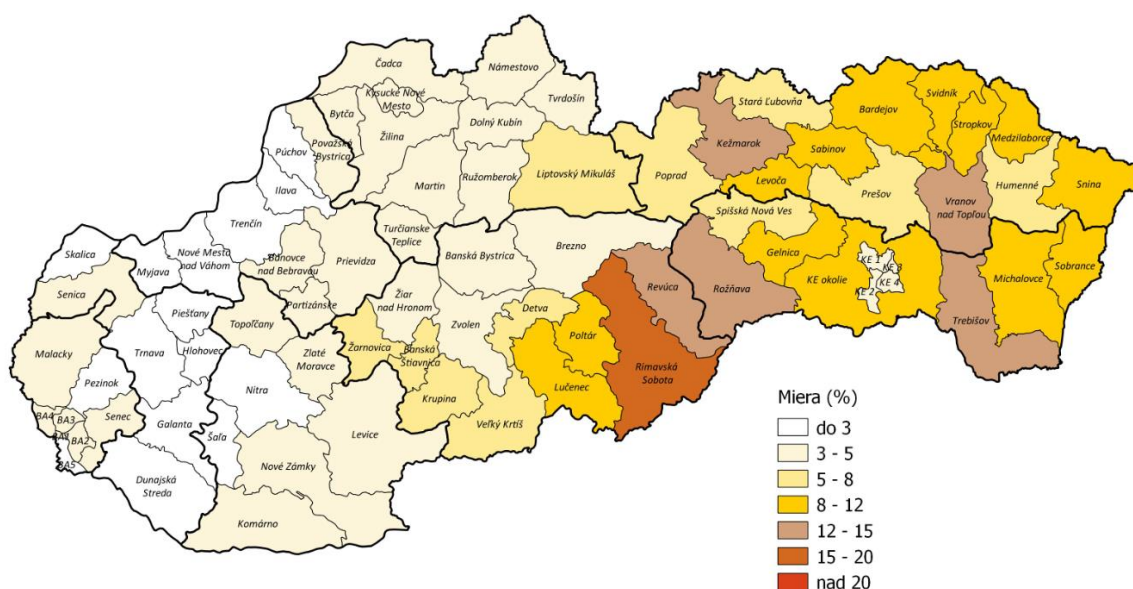 Čadca
Námestovo
Kysucké Nové
Mesto
Tvrdošín
Bytča
Dolný Kubín
Žilina
Považská
Bystrica
Púchov
Ilava
Martin
Ružomberok
Liptovský Mikuláš
Poprad
Kežmarok
Stará Ľubovňa
Sabinov
Levoča
Bardejov
Svidník
Stropkov
Medzilaborce
Prešov
Vranov
nad Topľou
Humenné
Snina
Trenčín
Skalica
Myjava
Nové Mesto
nad Váhom
Bánovce
nad Bebravou
Prievidza
Turčianske
Teplice
Banská Bystrica
Brezno
Spišská Nová Ves
Gelnica
KE okolie
KE 1
KE 3
KE 4
KE 2
Michalovce
Sobrance
Trebišov
Rožňava
Revúca
Senica
Piešťany
Partizánske
Žiar
nad Hronom
Zvolen
Detva
Poltár
Rimavská
Sobota
Lučenec
Malacky
Trnava
Hlohovec
Topoľčany
Zlaté
Moravce
Žarnovica
Banská
Štiavnica
Krupina
Veľký Krtíš
Pezinok
Nitra
Levice
Senec
BA4
BA3
BA2
BA5
Galanta
Šaľa
Nové Zámky
Dunajská
Streda
Komárno
Miera (%)
do 3
3 - 5
5 - 8
8 - 12
12 - 15
15 - 20
nad 20